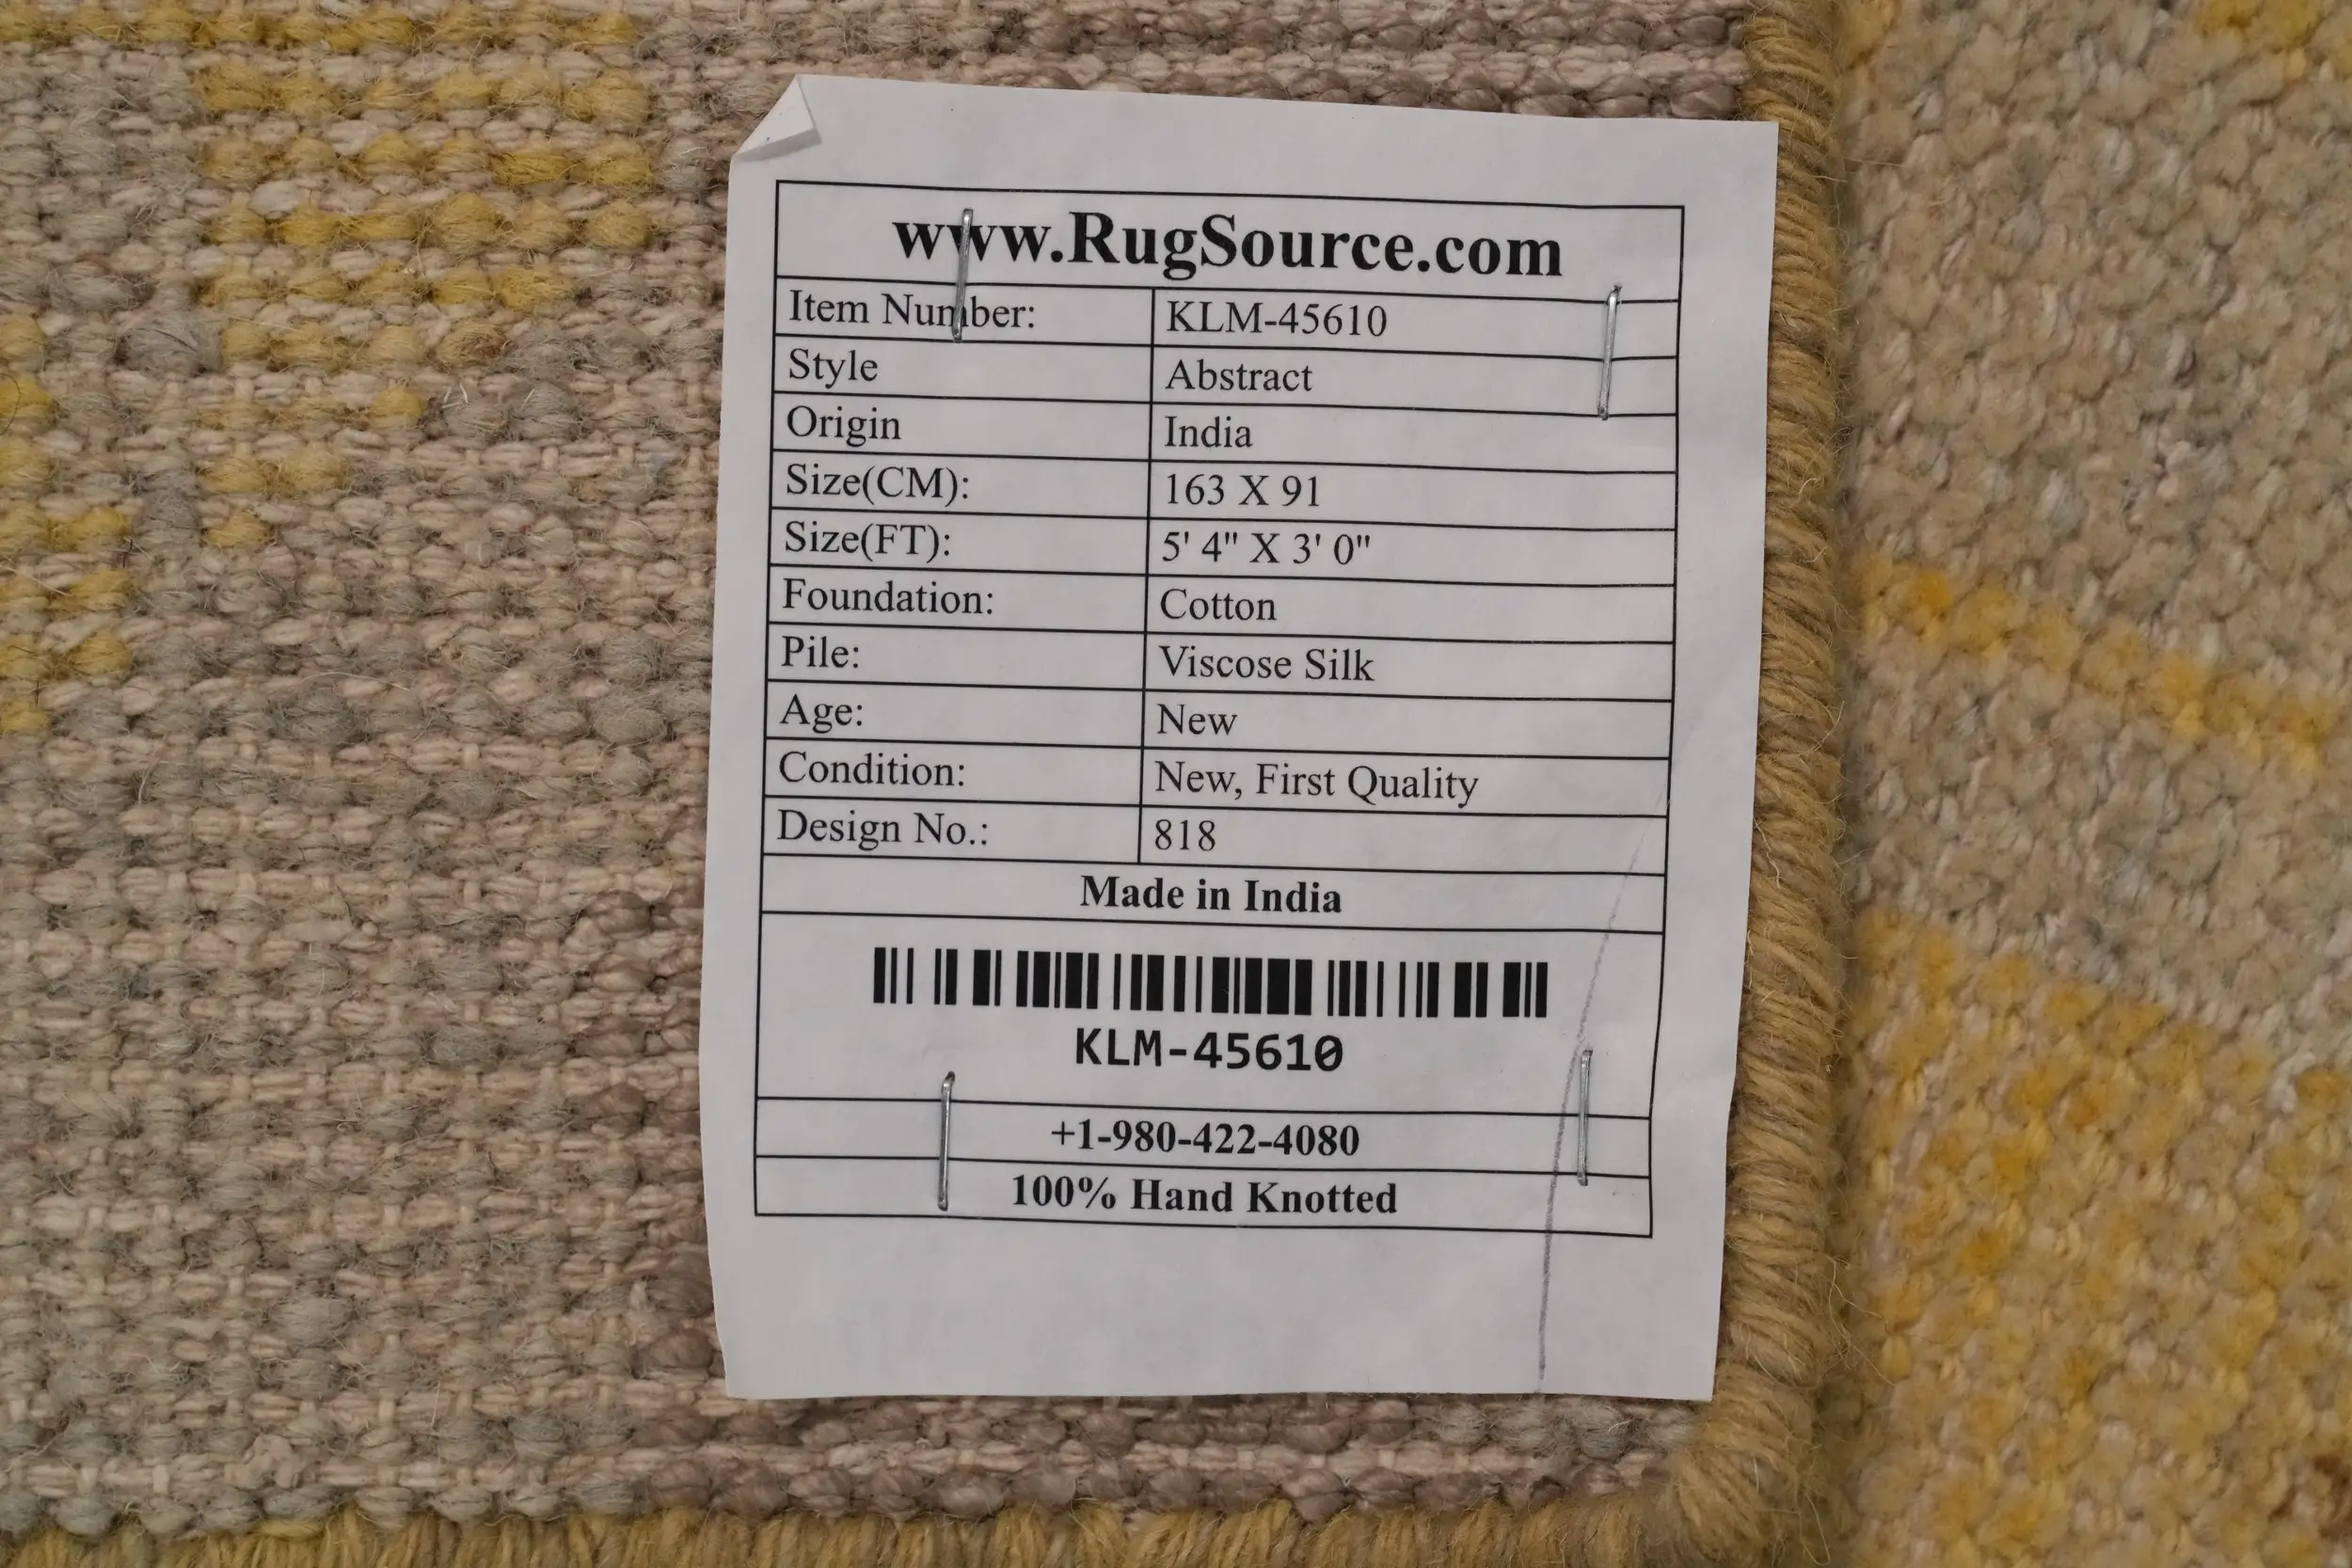 www.RugSource.com
Item Number: KLM-45610
Style Abstract
Origin India
Size(CM): 163 X 91
Size(FT): 5' 4" X 3' 0"
Foundation: Cotton
Pile: Viscose Silk
Age: New
Condition: New, First Quality
Design No.: 818
Made in India
KLM-45610
+1-980-422-4080
100% Hand Knotted